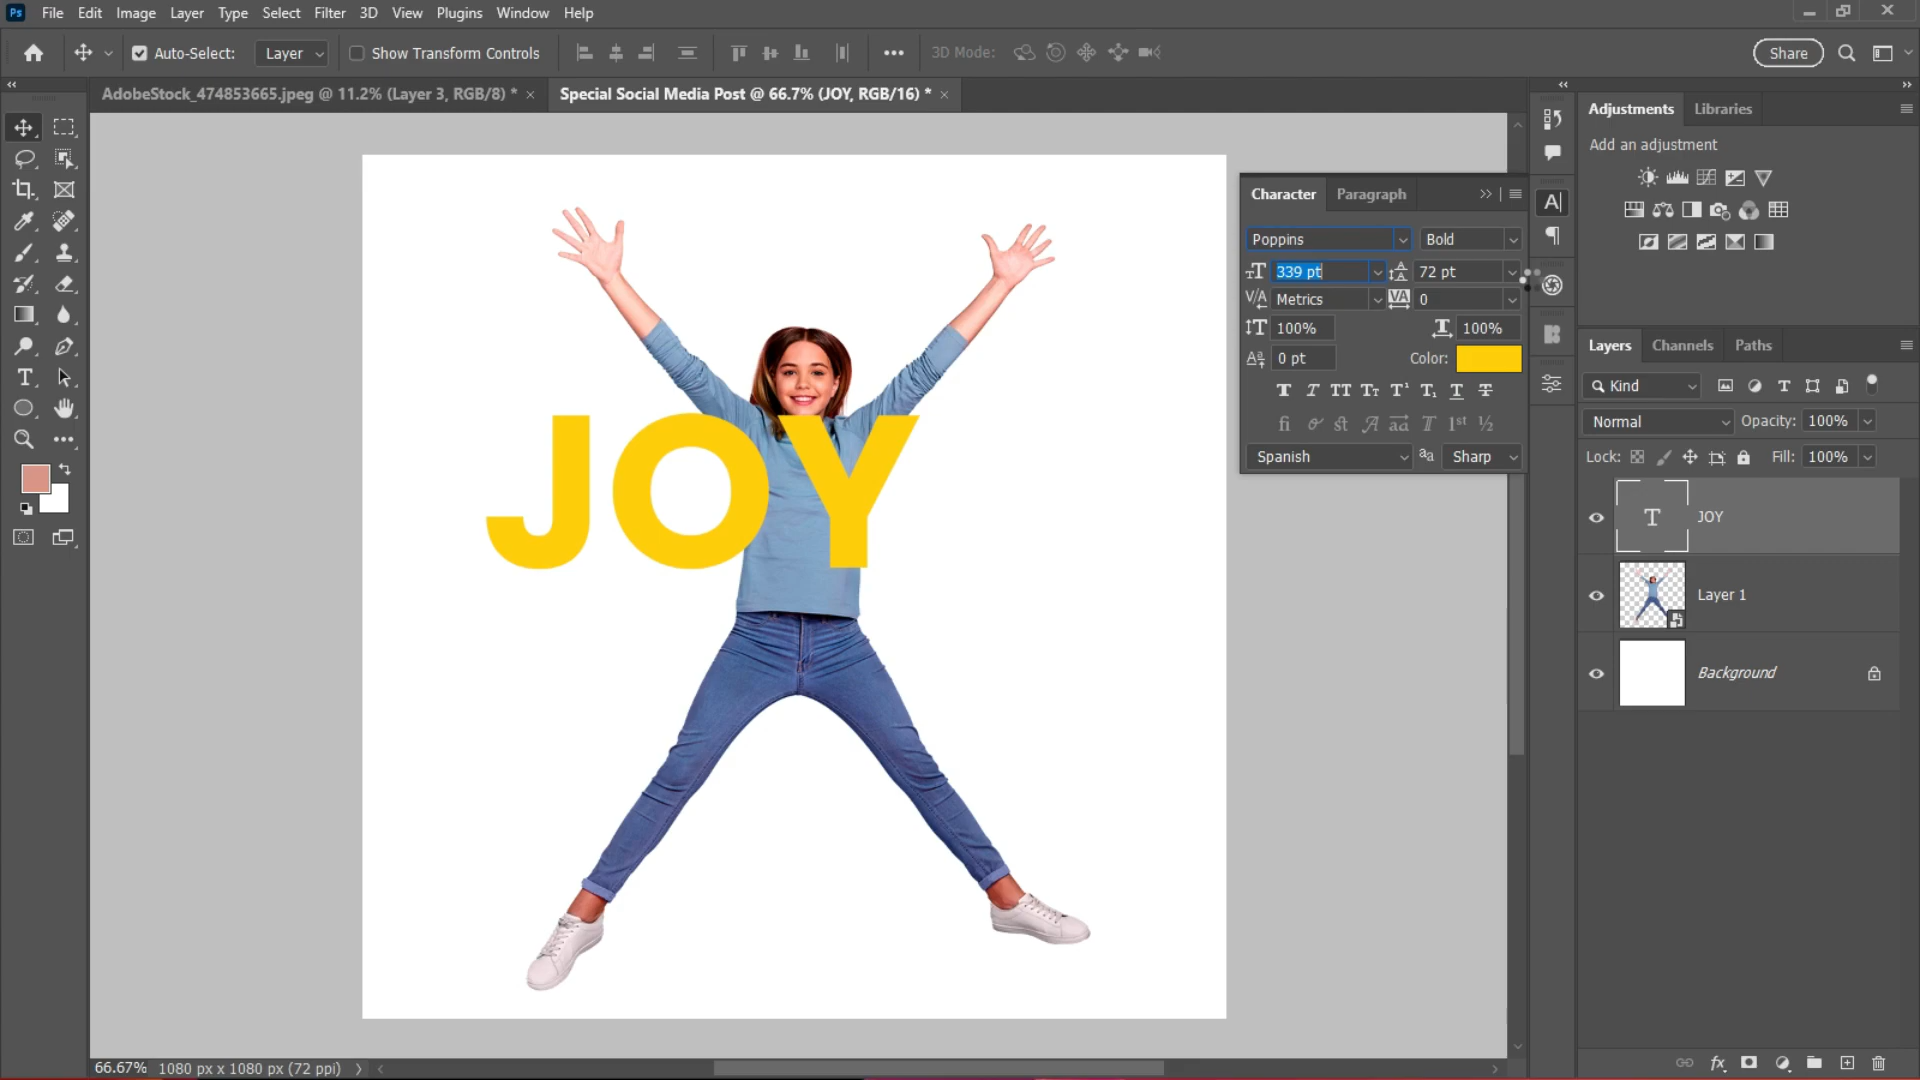 Ps File Edit Image Layer Type Select Filter 3D View Plugins Window Help
Auto-Select: Layer Show Transform Controls 3D Mode: Share
AdobeStock_474853665.jpeg @ 11.2% (Layer 3, RGB/8) * × Special Social Media Post @ 66.7% (JOY, RGB/16) * ×
Adjustments Libraries
Add an adjustment
Character Paragraph
Poppins Bold
339 pt 72 pt
Metrics 0
100% 100%
0 pt Color:
Spanish Sharp
JOY
Layers Channels Paths
Kind
Normal Opacity: 100%
Lock: Fill: 100%
JOY
Layer 1
Background
66.67% 1080 px x 1080 px (72 ppi)